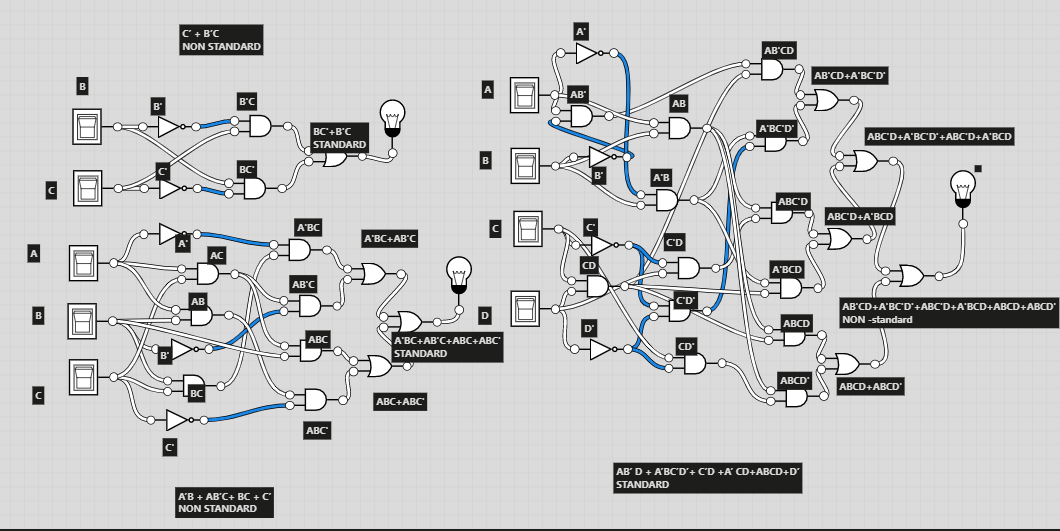 C' + B'C
NON STANDARD
B
B'
B'C
BC'+B'C
STANDARD
C'
BC'
C
A
A'
A'BC
A'BC+AB'C
AC
AB'C
AB
B
B'
ABC
A'BC+AB'C+ABC+ABC'
STANDARD
BC
C
ABC+ABC'
C'
ABC'
A'B + AB'C+ BC + C'
NON STANDARD
A'
AB'CD
AB'CD+A'BC'D'
A
AB'
AB
A'BC'D'
ABC'D+A'BC'D'+ABC'D+A'BCD
B
B'
A'B
ABC'D
ABC'D+A'BCD
C
C'
C'D
CD
A'BCD
D
C'D'
AB'CD+A'BC'D'+ABC'D+A'BCD+ABCD+ABCD'
NON -standard
D'
ABCD
CD'
ABCD'
ABCD+ABCD'
AB' D + A'BC'D'+ C'D +A' CD+ABCD+D'
STANDARD